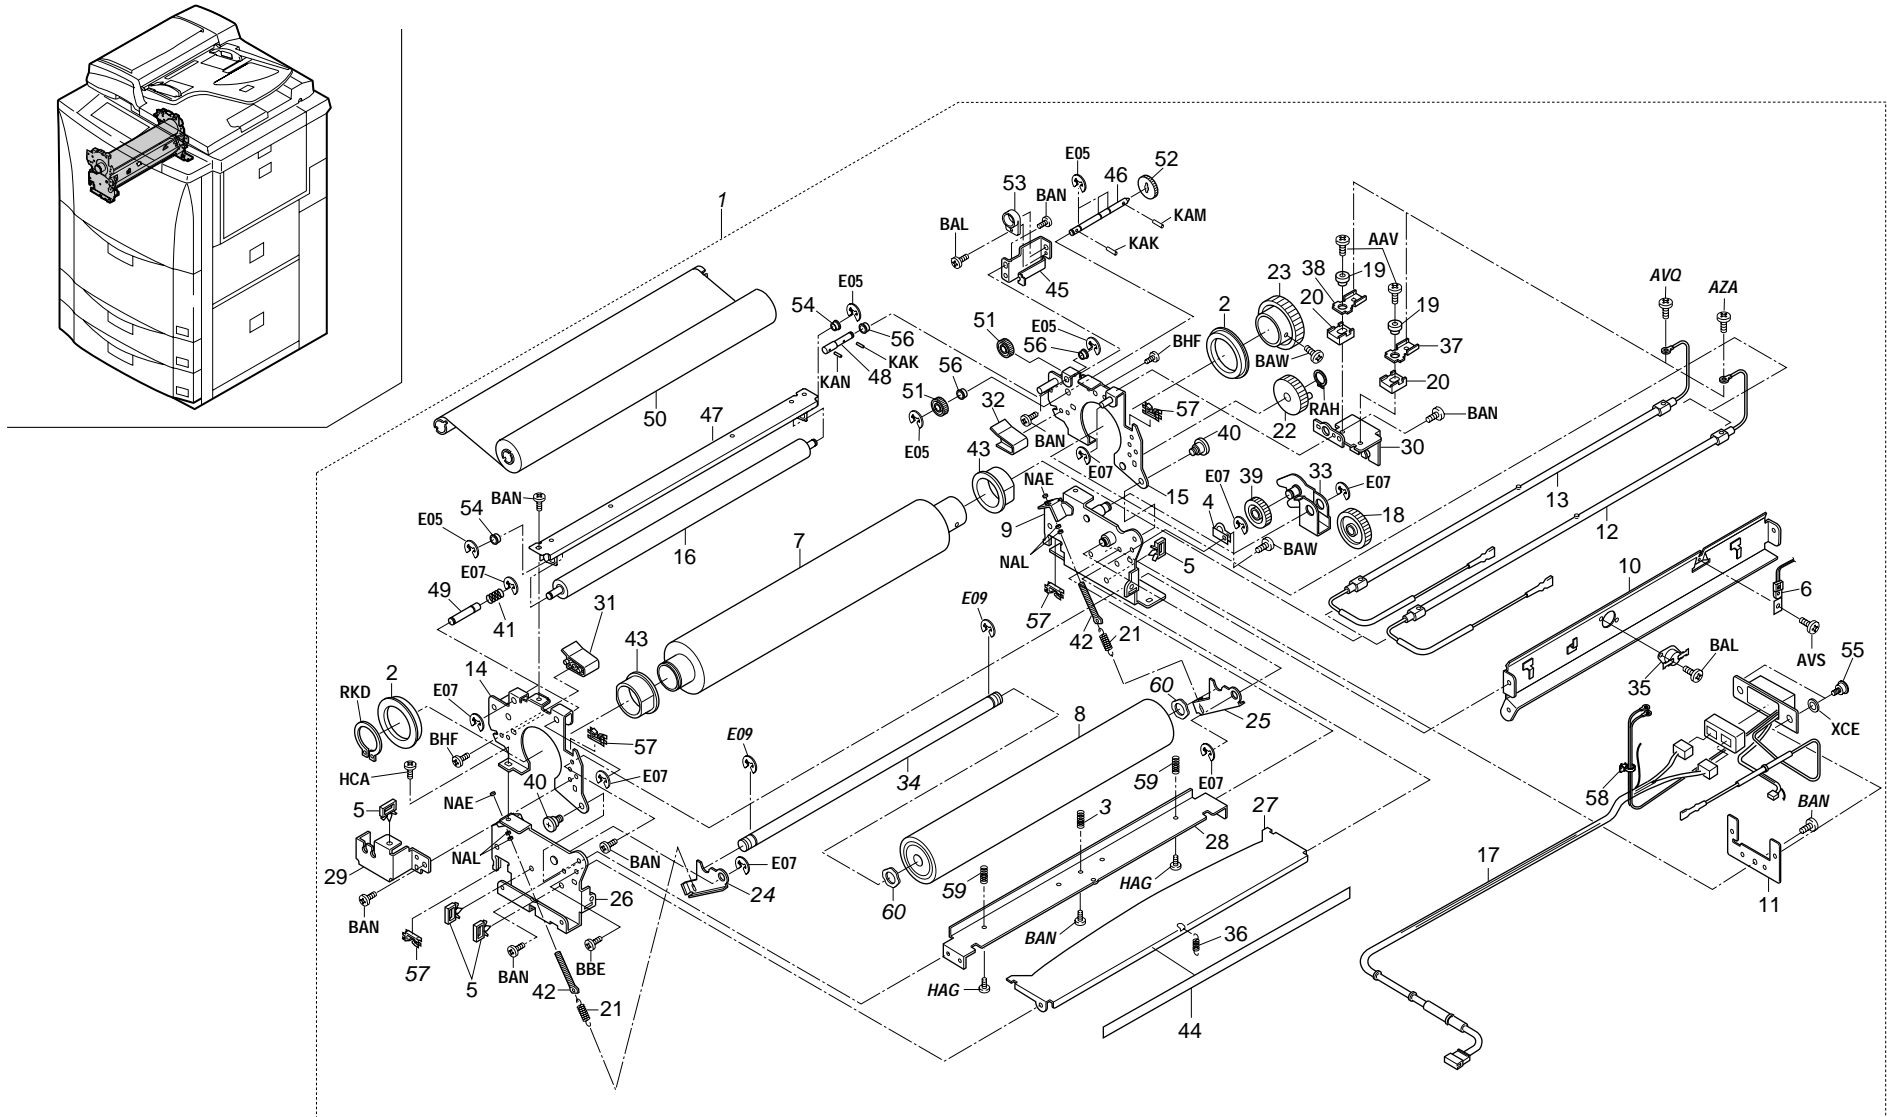 E05
52
46
53
BAN
1
KAM
BAL
KAK
AAV
23
38
19
AVQ
45
E05
20
AZA
54
2
51
E05
19
56
56
BHF
37
KAK
BAW
KAN
48
56
20
51
RAH
57
50
47
32
22
BAN
BAN
40
30
E05
43
E07
33
BAN
NAE
15
E07
39
E07
13
54
4
18
E05
9
12
16
7
BAW
10
NAL
5
E07
49
E09
6
41
31
57
42
21
43
BAL
AVS
55
14
35
2
RKD
E07
60
25
8
XCE
57
E09
BHF
34
59
E07
HCA
E07
58
BAN
5
40
NAE
3
27
28
NAL
BAN
E07
17
29
59
HAG
24
26
60
11
BAN
BAN
36
57
BAN
BBE
5
42
HAG
21
44